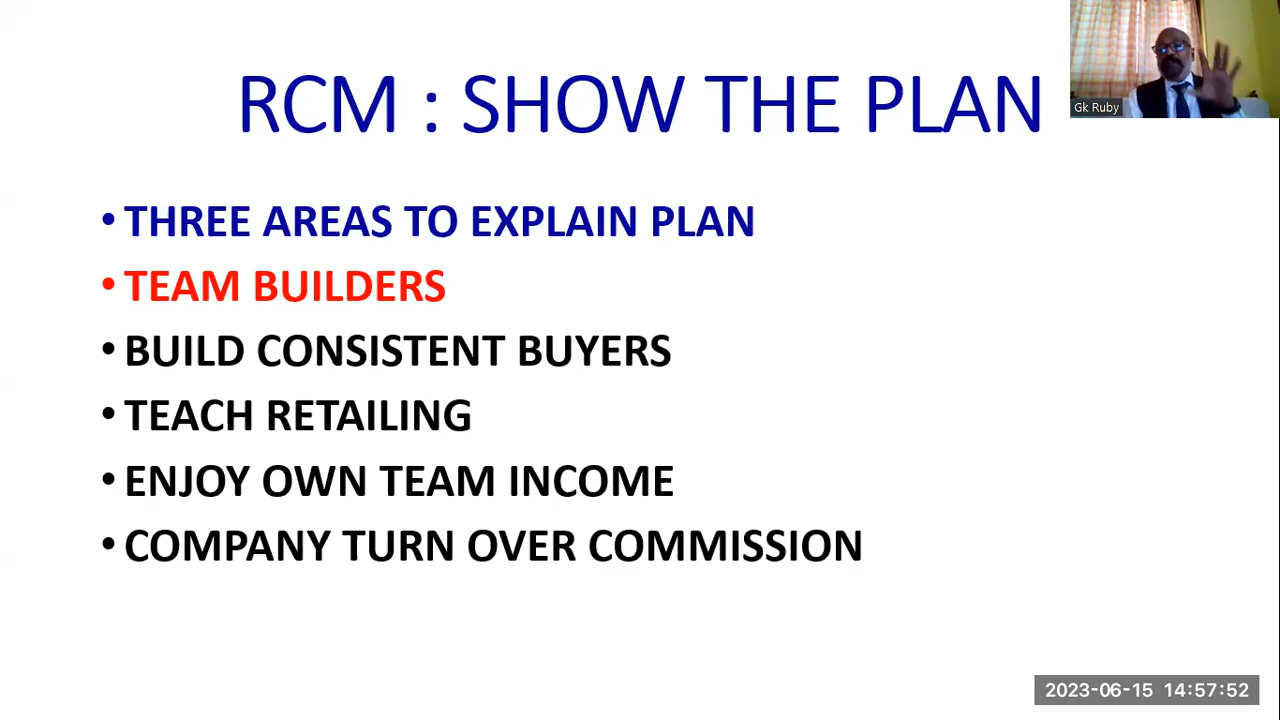 RCM : SHOW THE PLAN
Gk Ruby
• THREE AREAS TO EXPLAIN PLAN
• TEAM BUILDERS
• BUILD CONSISTENT BUYERS
• TEACH RETAILING
• ENJOY OWN TEAM INCOME
• COMPANY TURN OVER COMMISSION
2023-06-15 14:57:52